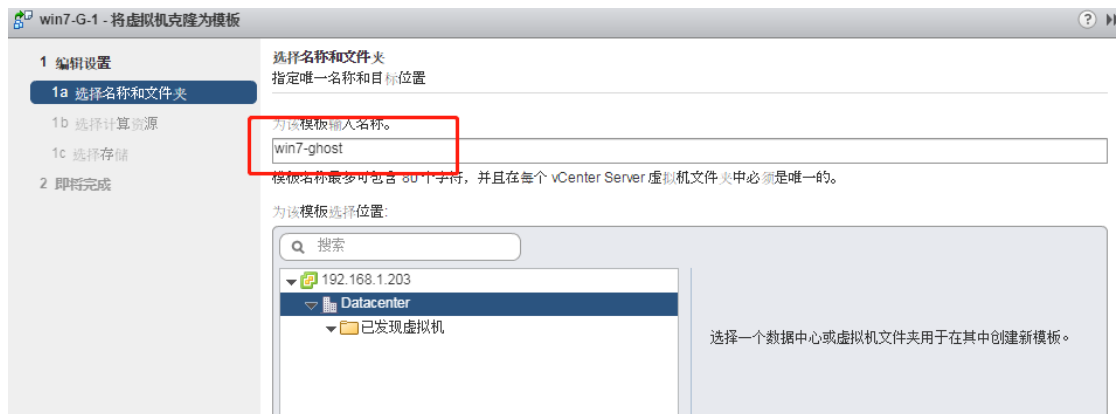 win7-G-1 - 将虚拟机克隆为模板
1 编辑设置
1a 选择名称和文件夹
1b 选择计算资源
1c 选择存储
2 即将完成
选择名称和文件夹
指定唯一名称和目标位置
为该模板输入名称。
win7-ghost
模板名称最多可包含 80 个字符，并且在每个 vCenter Server 虚拟机文件夹中必须是唯一的。
为该模板选择位置:
搜索
192.168.1.203
Datacenter
已发现虚拟机
选择一个数据中心或虚拟机文件夹用于在其中创建新模板。